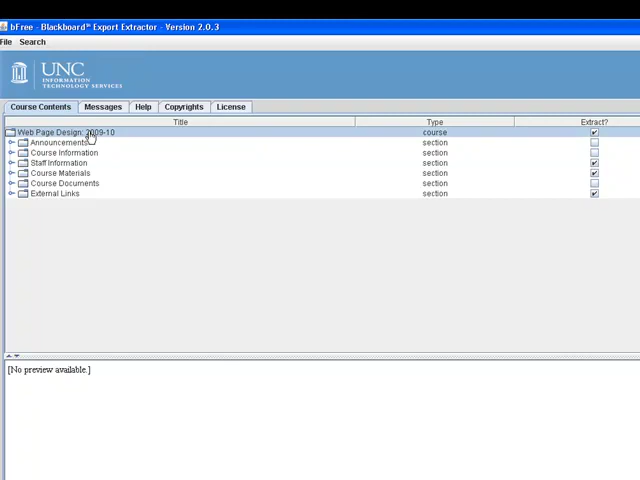 bFree - Blackboard™ Export Extractor - Version 2.0.3
File Search
UNC
INFORMATION
TECHNOLOGY SERVICES
Course Contents Messages Help Copyrights License
Title Type Extract?
Web Page Design: 2009-10 course
Announcements section
Course Information section
Staff Information section
Course Materials section
Course Documents section
External Links section
[No preview available.]